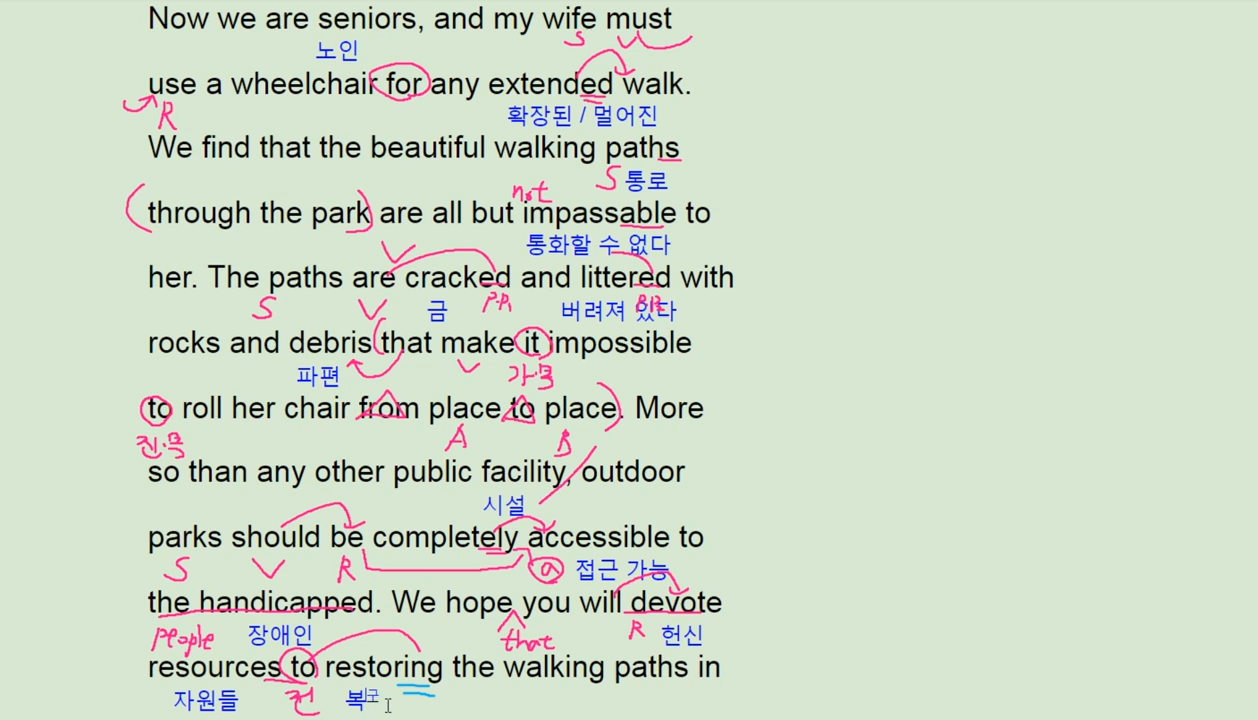 Now we are seniors, and my wife must
노인 S V
use a wheelchair for any extended walk.
R 확장된 / 멀어진
We find that the beautiful walking paths
S 통로
not
through the park are all but impassable to
V 통화할 수 없다
her. The paths are cracked and littered with
S V 금 P.P. 버려져 있다 P.P.
rocks and debris that make it impossible
파편 V 가·목
to roll her chair from place to place. More
진·목 A B
so than any other public facility, outdoor
시설
parks should be completely accessible to
S V R a 접근 가능
the handicapped. We hope you will devote
people 장애인 that R 헌신
resources to restoring the walking paths in
자원들 전 복구